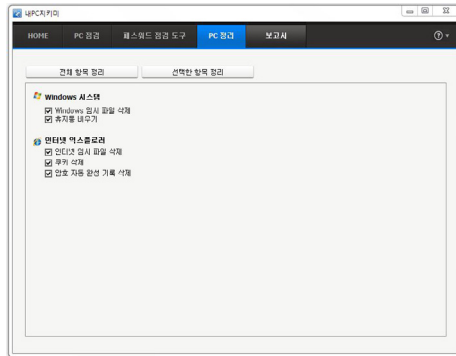 내PC지키미
HOME PC 점검 패스워드 점검 도구 PC 정리 보고서
전체 항목 정리 선택한 항목 정리
Windows 시스템
Windows 임시 파일 삭제
휴지통 비우기
인터넷 익스플로러
인터넷 임시 파일 삭제
쿠키 삭제
암호 자동 완성 기록 삭제